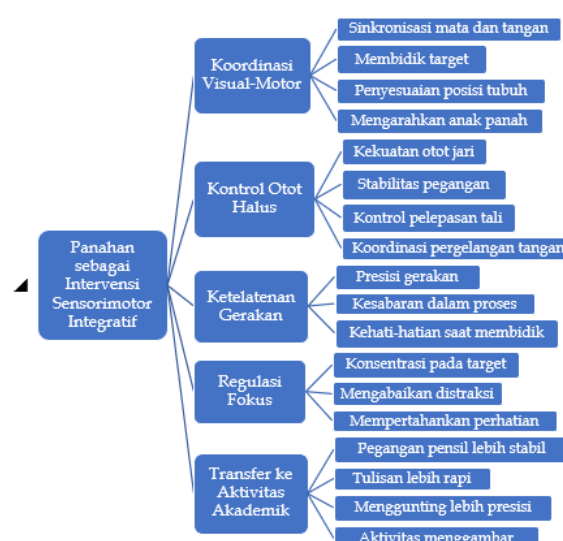 Panahan
sebagai
Intervensi
Sensorimotor
Integratif
Koordinasi
Visual-Motor
Sinkronisasi mata dan tangan
Membidik target
Penyesuaian posisi tubuh
Mengarahkan anak panah
Kontrol Otot
Halus
Kekuatan otot jari
Stabilitas pegangan
Kontrol pelepasan tali
Koordinasi pergelangan tangan
Ketelatenan
Gerakan
Presisi gerakan
Kesabaran dalam proses
Kehati-hatian saat membidik
Regulasi
Fokus
Konsentrasi pada target
Mengabaikan distraksi
Mempertahankan perhatian
Transfer ke
Aktivitas
Akademik
Pegangan pensil lebih stabil
Tulisan lebih rapi
Menggunting lebih presisi
Aktivitas menggambar